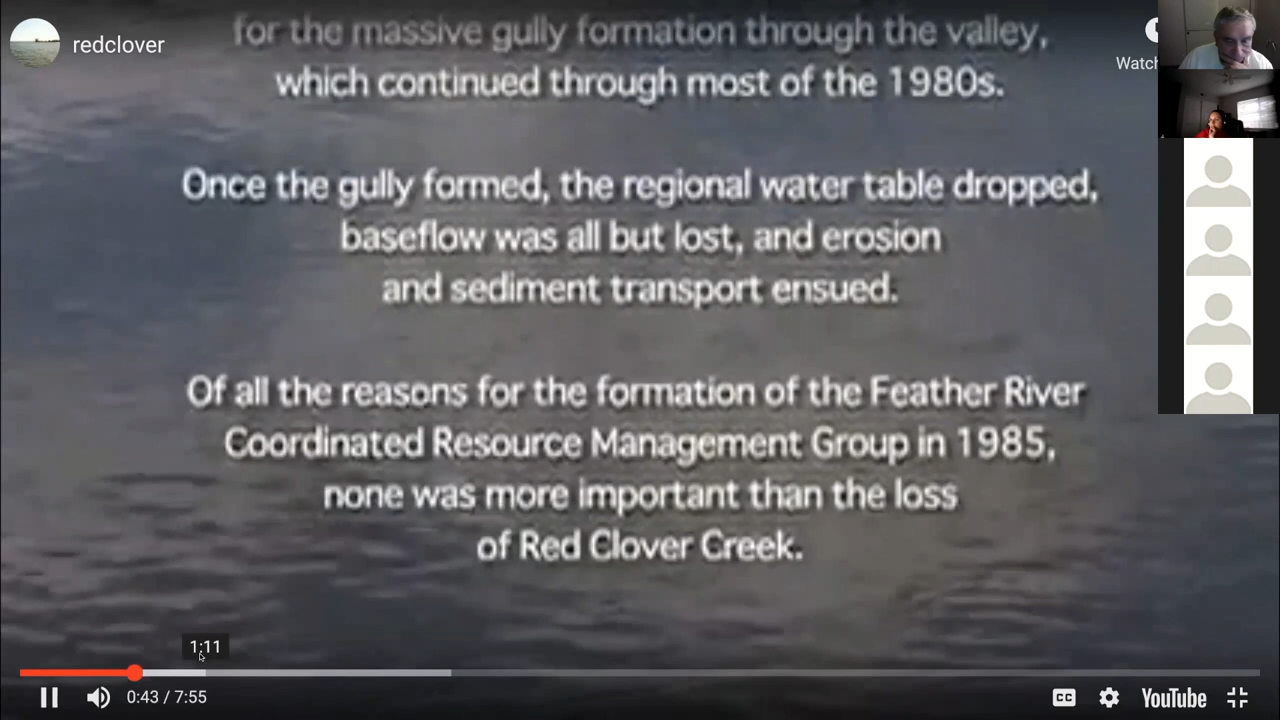 for the massive gully formation through the valley,
redclover
which continued through most of the 1980s.
Watch
Once the gully formed, the regional water table dropped,
baseflow was all but lost, and erosion
and sediment transport ensued.
Of all the reasons for the formation of the Feather River
Coordinated Resource Management Group in 1985,
none was more important than the loss
of Red Clover Creek.
1:11
0:43 / 7:55
CC
YouTube